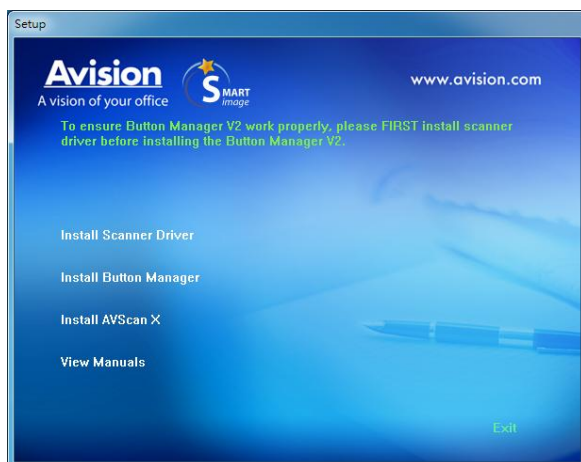 Setup
Avision
A vision of your office
SMART
Image
www.avision.com
To ensure Button Manager V2 work properly, please FIRST install scanner
driver before installing the Button Manager V2.
Install Scanner Driver
Install Button Manager
Install AVScan X
View Manuals
Exit